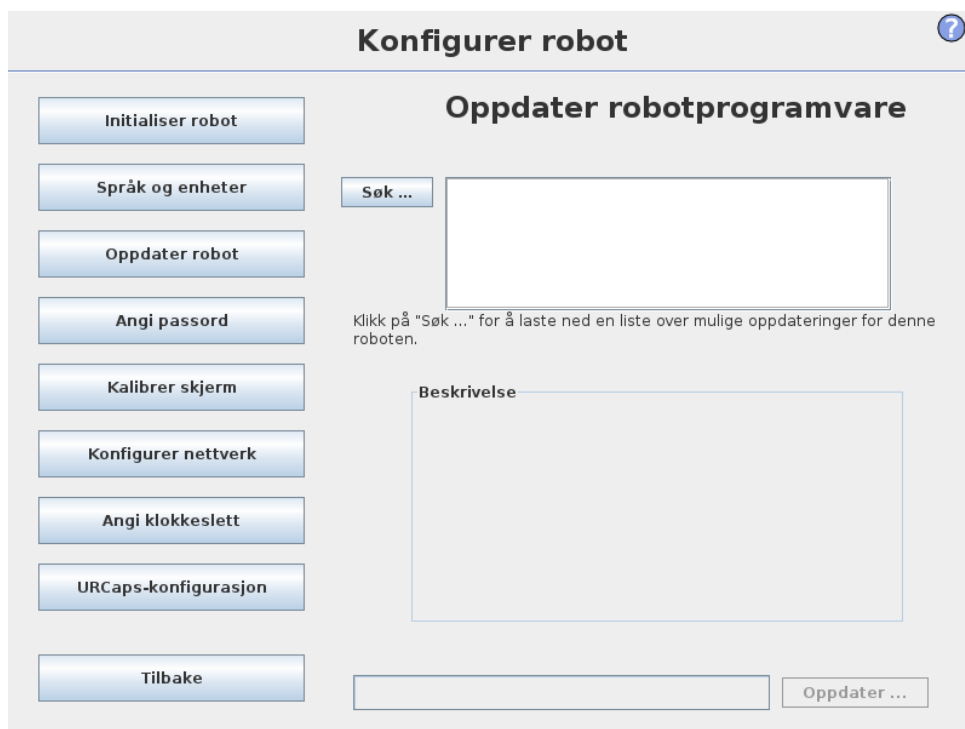 Konfigurer robot
?
Initialiser robot
Språk og enheter
Oppdater robot
Angi passord
Kalibrer skjerm
Konfigurer nettverk
Angi klokkeslett
URCaps-konfigurasjon
Tilbake
Oppdater robotprogramvare
Søk ...
Klikk på "Søk ..." for å laste ned en liste over mulige oppdateringer for denne
roboten.
Beskrivelse
Oppdater ...